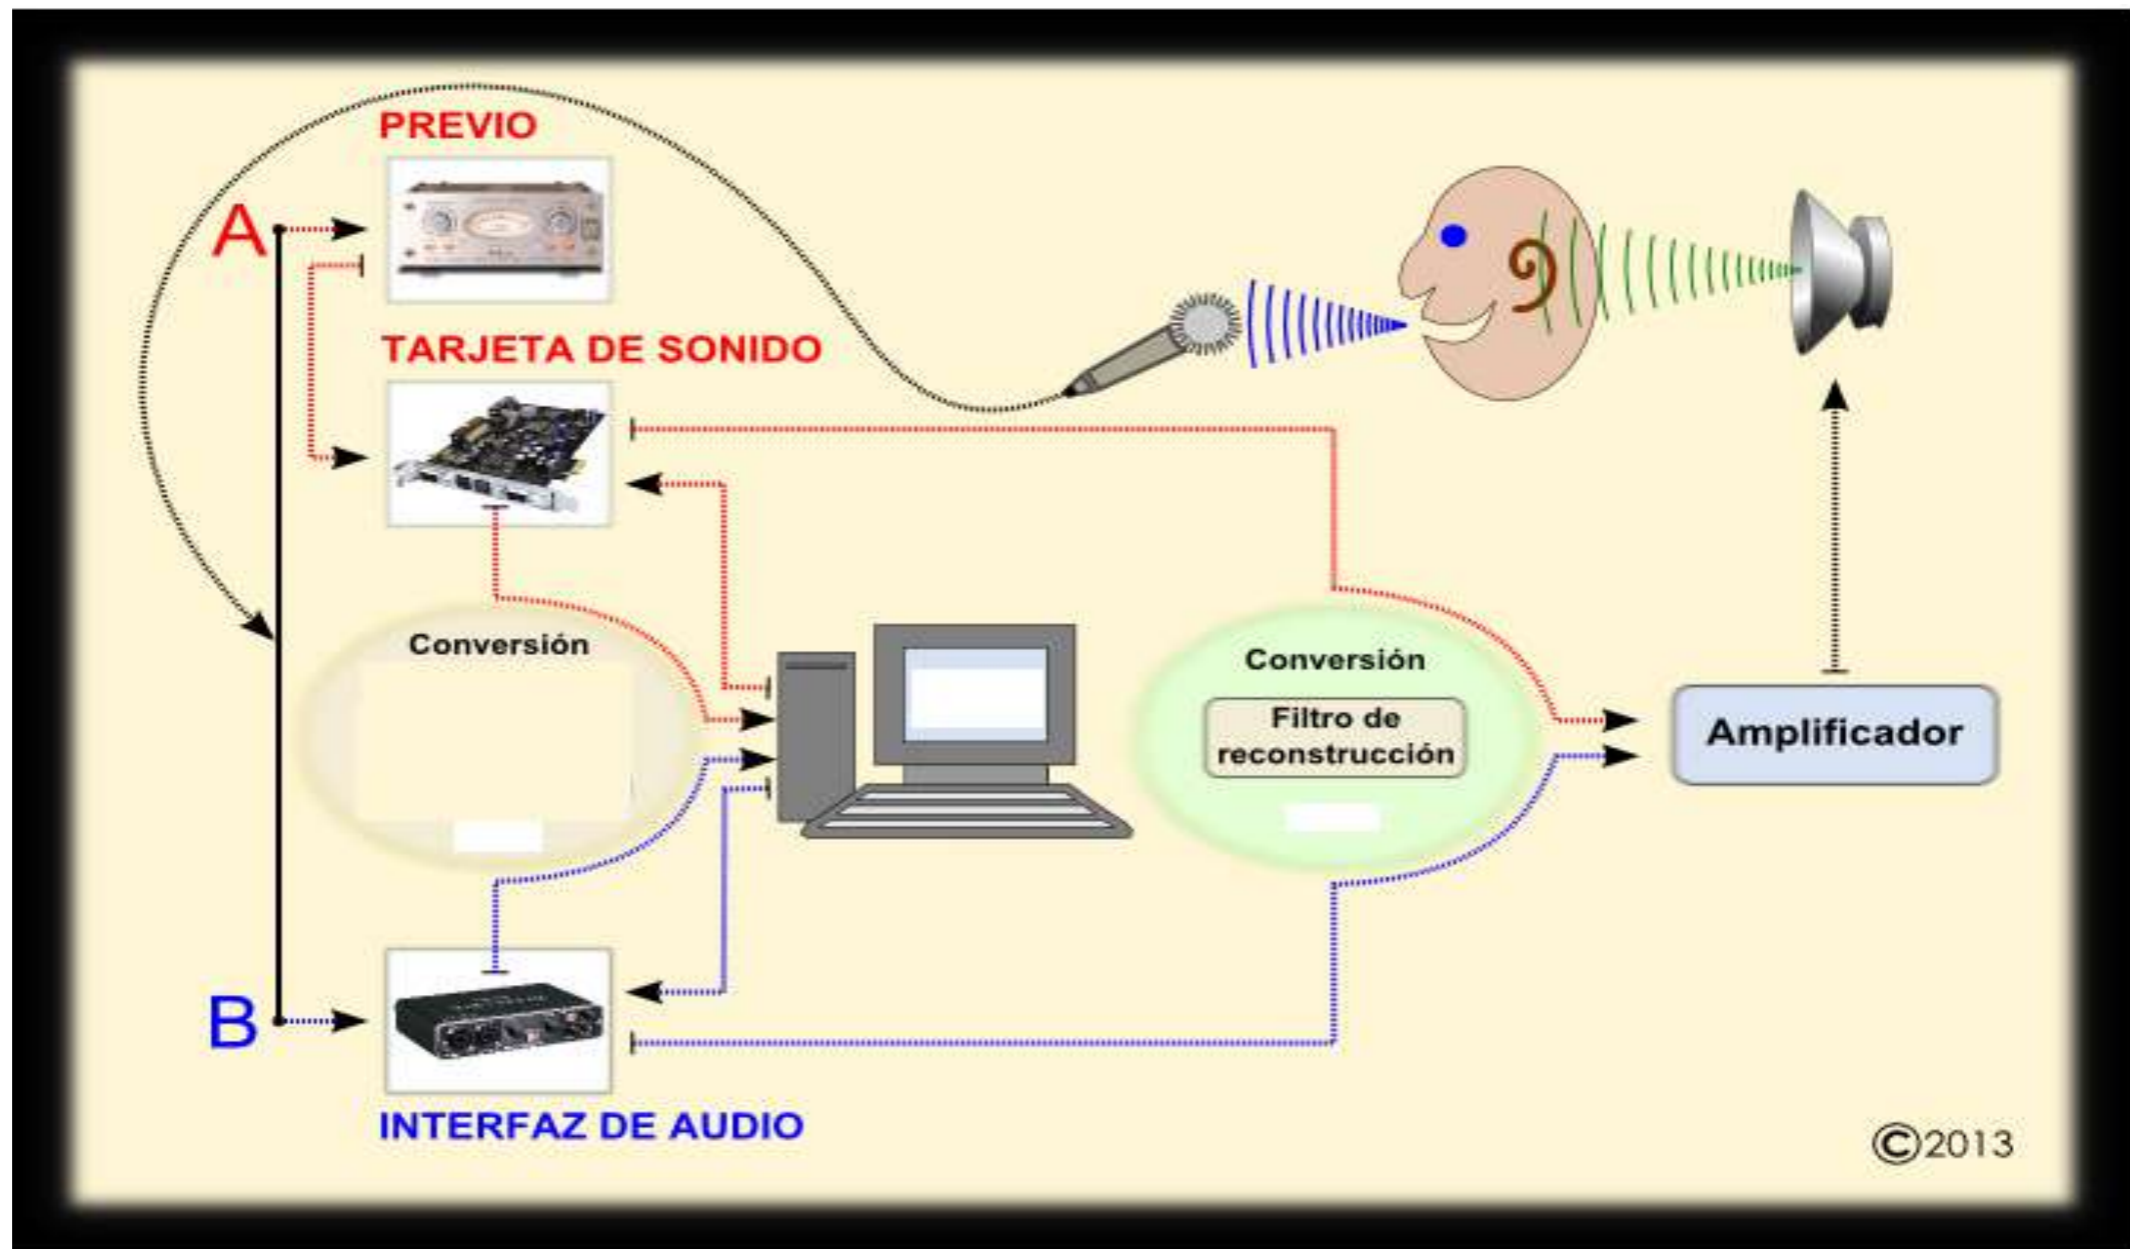 PREVIO
A
TARJETA DE SONIDO
Conversión
Conversión
Filtro de
reconstrucción
Amplificador
B
INTERFAZ DE AUDIO
©2013